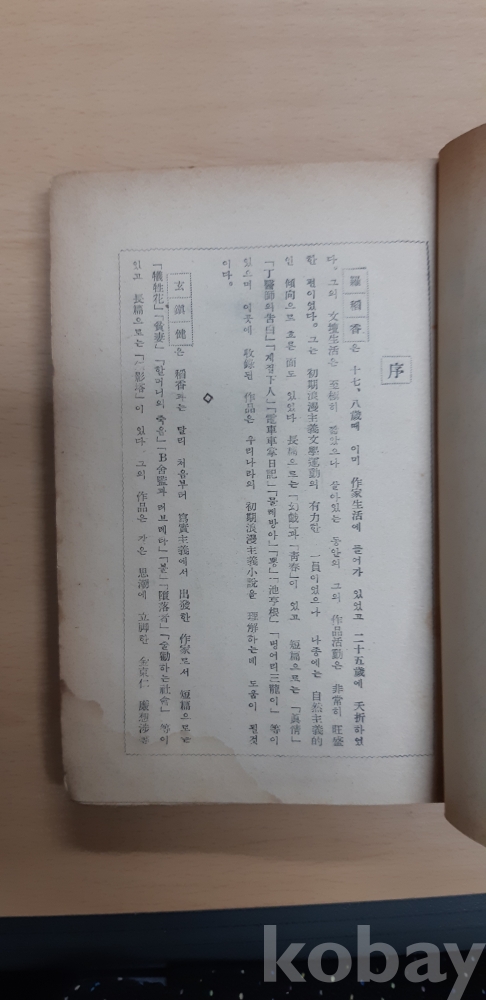 序
羅稻香은 十七, 八歲때 이미 作家生活에 들어가 있었고 二十五歲에 夭折하였
다. 그의 文壇生活은 至極히 짧았으나 살아있는 동안의 그의 作品活動은 非常히 旺盛
한 편이었다. 그는 初期浪漫主義文學運動의 有力한 一員이었으나 나중에는 自然主義的
인 傾向으로 흐른 面도 있었다 長篇으로는 「幻戱」과 「靑春」이 있고 短篇으로는 「眞情」
「丁醫師의 告白」「계집下人」「電車車掌日記」「물레방아」「뽕」「池亨根」「벙어리三龍이」 等이
있으며 이곳에 收錄된 作品은 우리나라의 初期浪漫主義小說을 理解하는데 도움이 될것
이다.
◇
玄鎭健은 稻香과는 달리 처음부터 寫實主義에서 出發한 作家로서 短篇으로는
「犧牲花」「貧妻」「할머니의 죽음」「B舍監과 러브레터」「불」「墮落者」「술勸하는社會」 等이
있고 長篇으로는 「影塔」이 있다 그의 作品은 같은 思潮에 立脚한 金東仁 廉想涉等
kobay